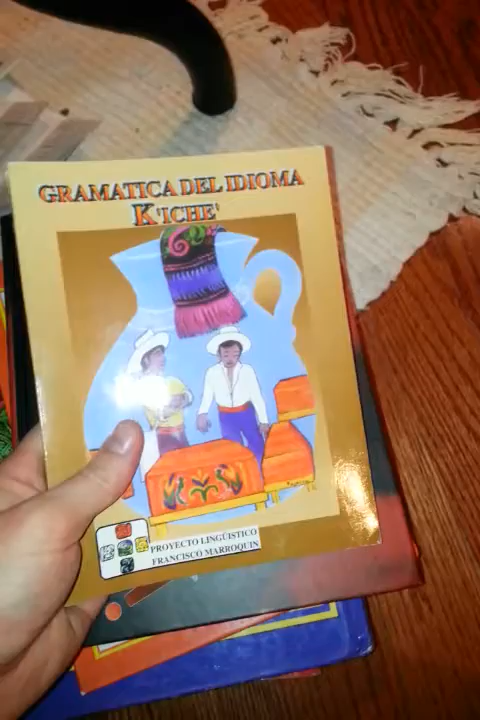 GRAMATICA DEL IDIOMA
K'ICHE'
PROYECTO LINGÜISTICO
FRANCISCO MARROQUIN